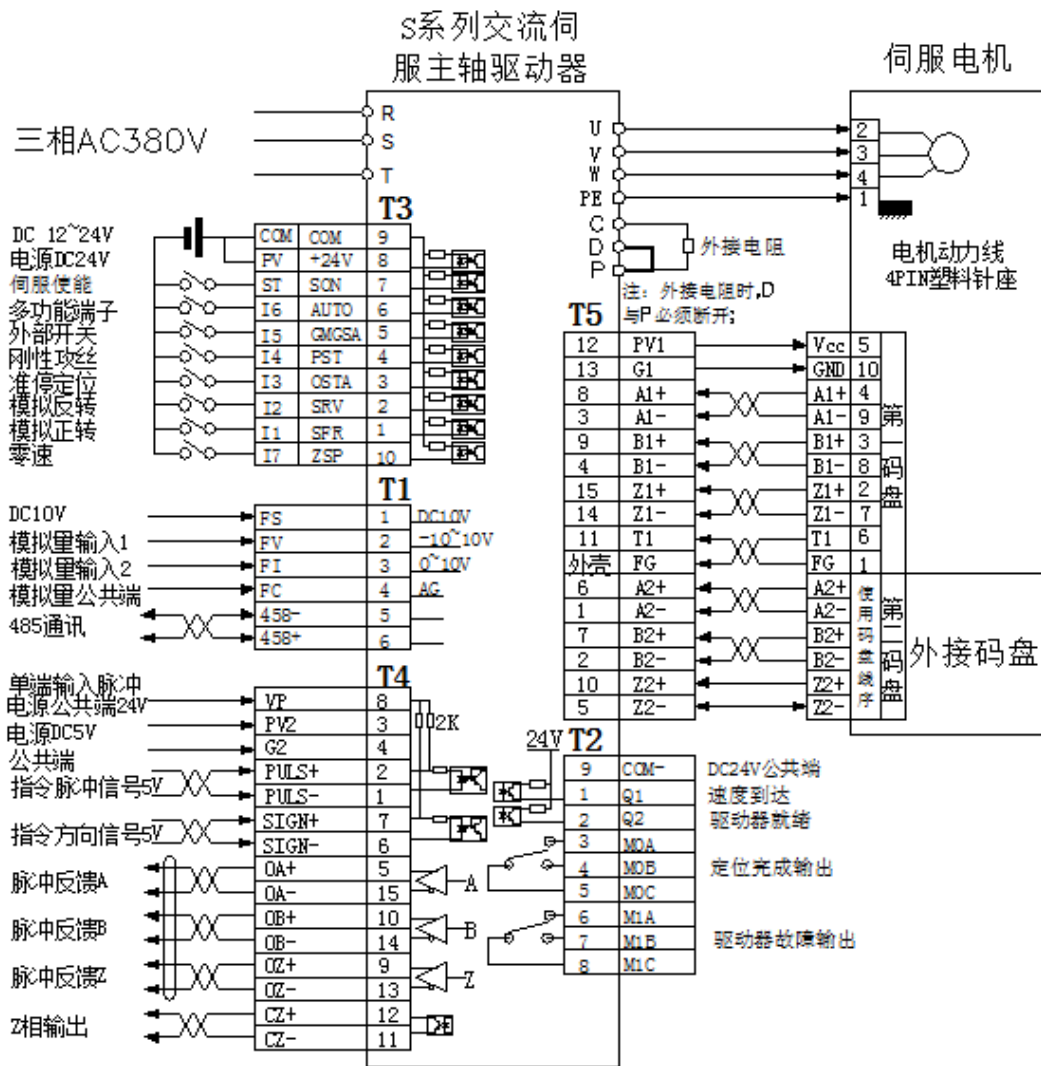 S系列交流伺
服主轴驱动器
伺服电机
三相AC380V
R
S
T
U
V
W
PE
C
D
P
2
3
4
1
外接电阻
注：外接电阻时,D
与P必须断开;
电机动力线
4PIN塑料针座
T3
DC 12~24V
电源DC24V
伺服使能
多功能端子
外部开关
刚性攻丝
准停定位
模拟反转
模拟正转
零速
COM COM 9
PV +24V 8
ST SON 7
I6 AUTO 6
I5 GMGSA 5
I4 PST 4
I3 OSTA 3
I2 SRV 2
I1 SFR 1
I7 ZSP 10
T1
DC10V
模拟量输入1
模拟量输入2
模拟量公共端
485通讯
FS 1 DC10V
FV 2 -10~10V
FI 3 0~10V
FC 4 AG
458- 5
458+ 6
T4
单端输入脉冲
电源公共端24V
电源DC5V
公共端
指令脉冲信号5V
指令方向信号5V
脉冲反馈A
脉冲反馈B
脉冲反馈Z
Z相输出
VP 8
PV2 3
G2 4
PULS+ 2
PULS- 1
SIGN+ 7
SIGN- 6
OA+ 5
OA- 15
OB+ 10
OB- 14
OZ+ 9
OZ- 13
CZ+ 12
CZ- 11
2K
A
B
Z
T5
12 PV1
13 G1
8 A1+
3 A1-
9 B1+
4 B1-
15 Z1+
14 Z1-
11 T1
外壳 FG
6 A2+
1 A2-
7 B2+
2 B2-
10 Z2+
5 Z2-
Vcc 5
GND 10
A1+ 4
A1- 9
B1+ 3
B1- 8
Z1+ 2
Z1- 7
T1 6
FG 1
A2+
A2-
B2+
B2-
Z2+
Z2-
第一码盘
使用码盘线序
第二码盘
外接码盘
24V
T2
9 COM- DC24V公共端
1 Q1 速度到达
2 Q2 驱动器就绪
3 M0A
4 M0B 定位完成输出
5 M0C
6 M1A
7 M1B 驱动器故障输出
8 M1C